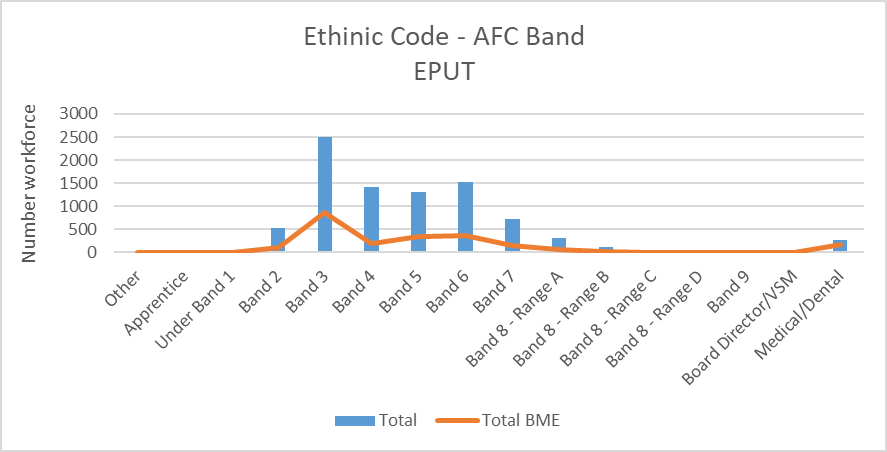 Ethinic Code - AFC Band
EPUT
Number workforce
3000
2500
2000
1500
1000
500
0
Other
Apprentice
Under Band 1
Band 2
Band 3
Band 4
Band 5
Band 6
Band 7
Band 8 - Range A
Band 8 - Range B
Band 8 - Range C
Band 8 - Range D
Band 9
Board Director/VSM
Medical/Dental
Total
Total BME